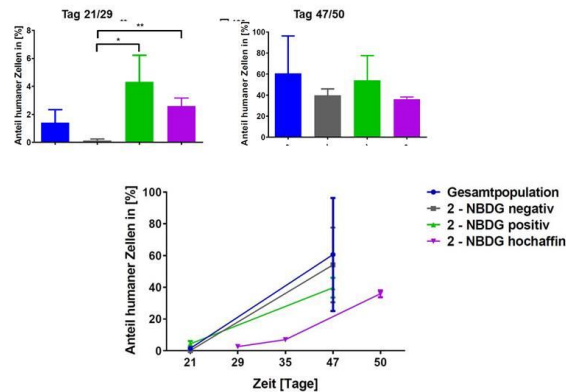 Tag 21/29
**
*
Anteil humaner Zellen in [%]
8
6
4
2
0
Tag 47/50
Anteil humaner Zellen in [%]
100
80
60
40
20
0
Anteil humaner Zellen in [%]
100
80
60
40
20
0
21 29 35 47 50
Zeit [Tage]
Gesamtpopulation
2 - NBDG negativ
2 - NBDG positiv
2 - NBDG hochaffin